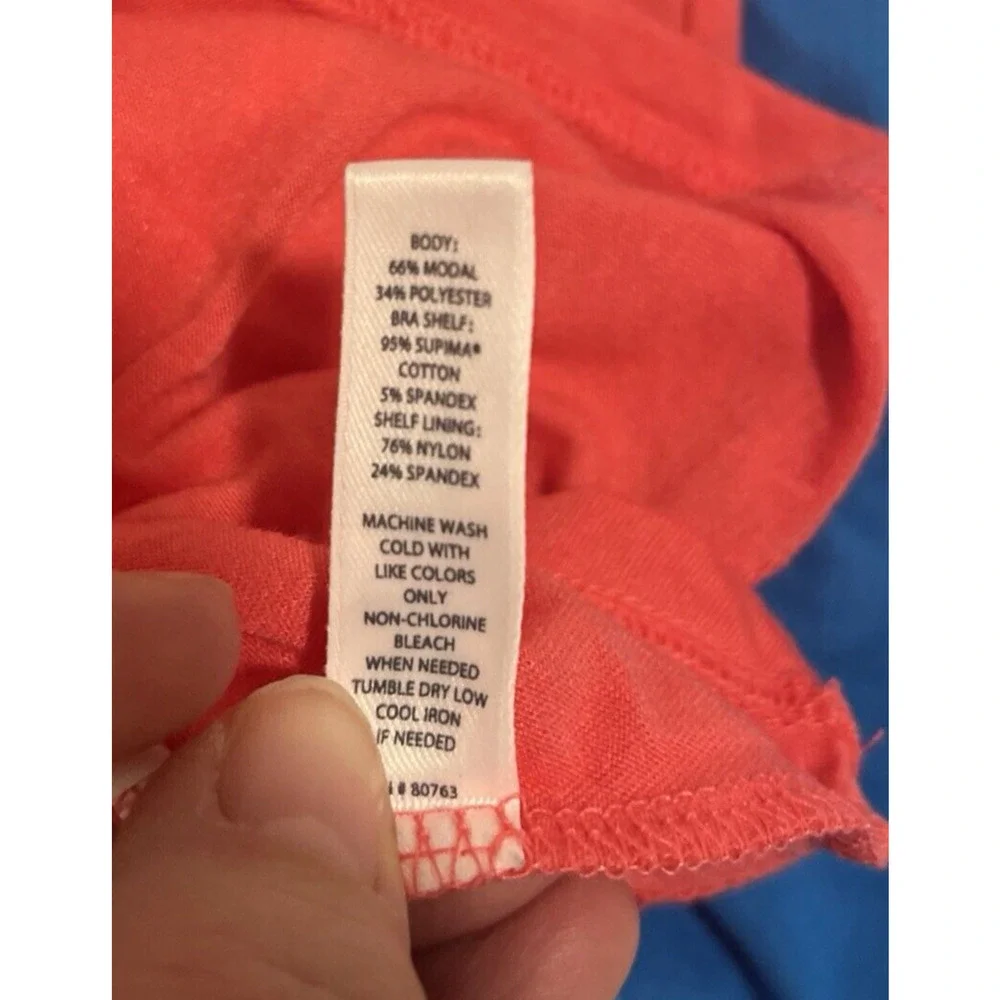 BODY:
66% MODAL
34% POLYESTER
BRA SHELF:
95% SUPIMA®
COTTON
5% SPANDEX
SHELF LINING:
76% NYLON
24% SPANDEX
MACHINE WASH
COLD WITH
LIKE COLORS
ONLY
NON-CHLORINE
BLEACH
WHEN NEEDED
TUMBLE DRY LOW
COOL IRON
IF NEEDED
# 80763